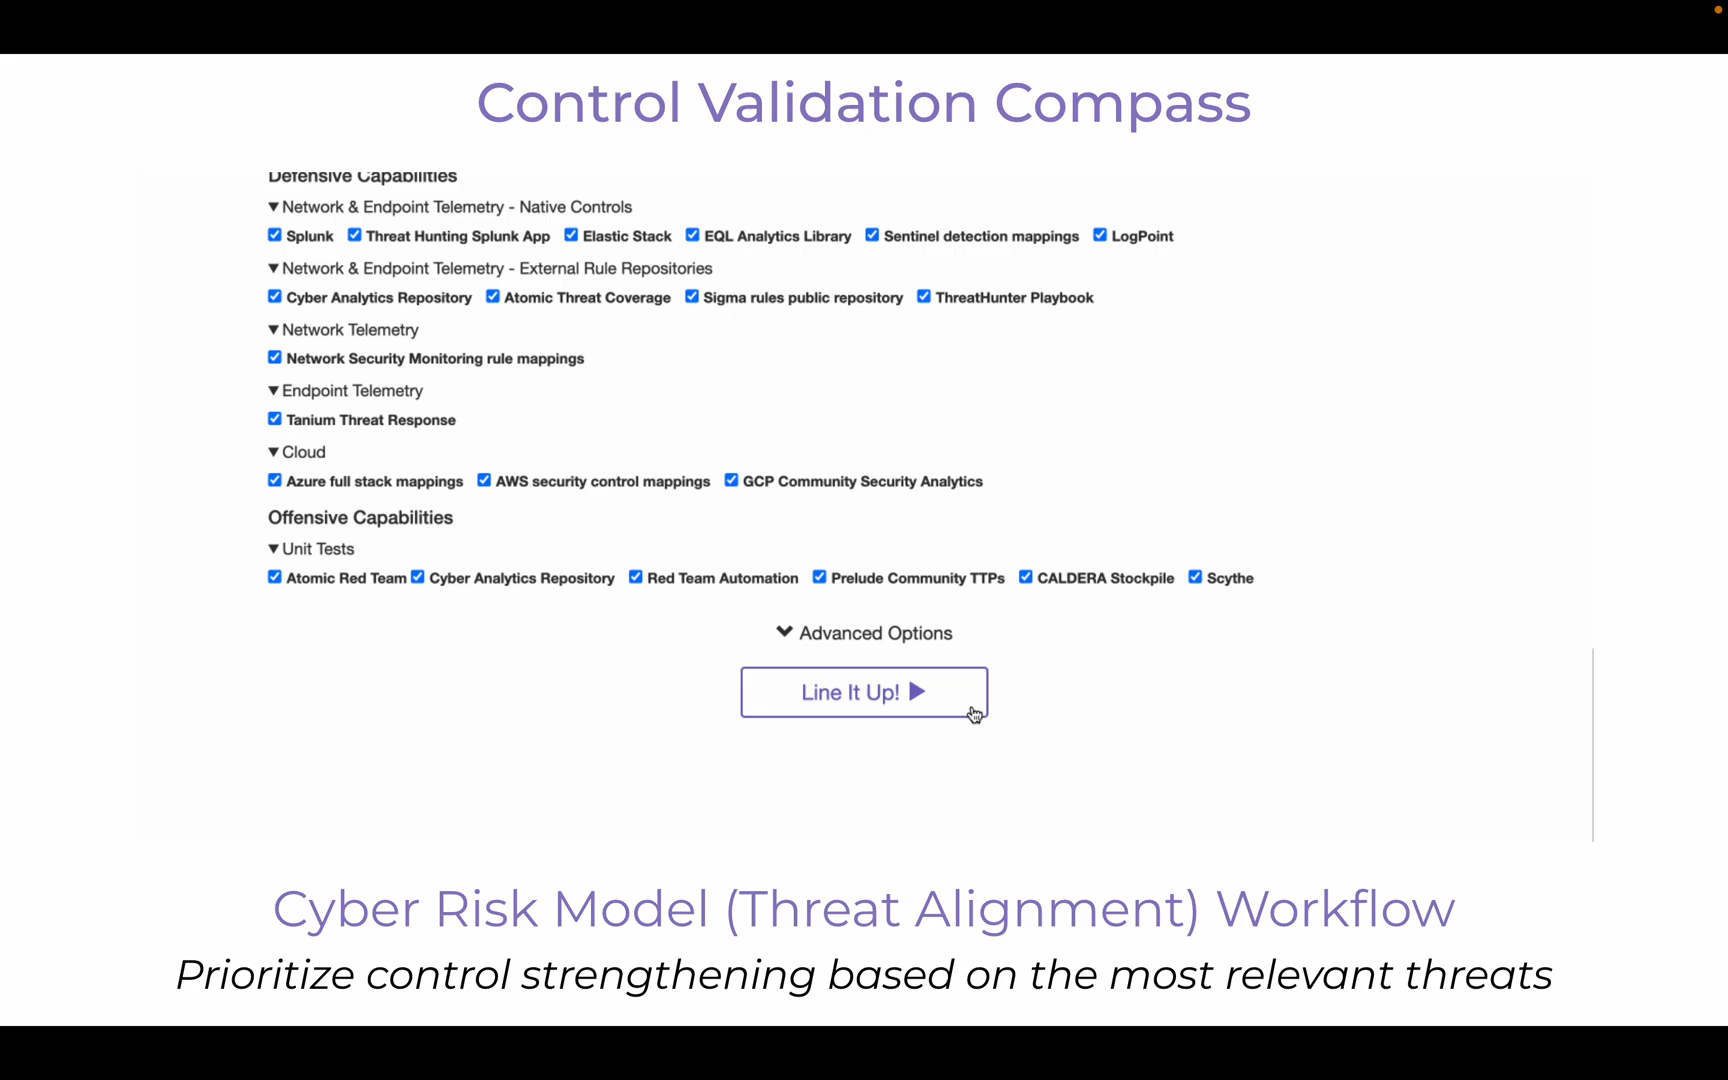 Control Validation Compass
Defensive Capabilities
▼ Network & Endpoint Telemetry - Native Controls
Splunk Threat Hunting Splunk App Elastic Stack EQL Analytics Library Sentinel detection mappings LogPoint
▼ Network & Endpoint Telemetry - External Rule Repositories
Cyber Analytics Repository Atomic Threat Coverage Sigma rules public repository ThreatHunter Playbook
▼ Network Telemetry
Network Security Monitoring rule mappings
▼ Endpoint Telemetry
Tanium Threat Response
▼ Cloud
Azure full stack mappings AWS security control mappings GCP Community Security Analytics
Offensive Capabilities
▼ Unit Tests
Atomic Red Team Cyber Analytics Repository Red Team Automation Prelude Community TTPs CALDERA Stockpile Scythe
Advanced Options
Line It Up! ▶
Cyber Risk Model (Threat Alignment) Workflow
Prioritize control strengthening based on the most relevant threats